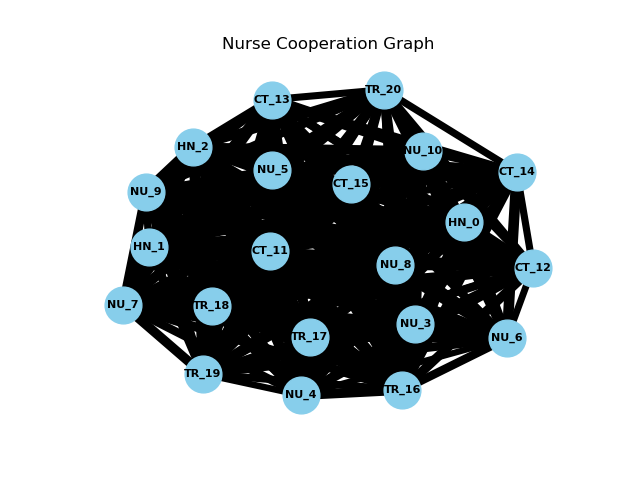 Nurse Cooperation Graph
TR_20
CT_13
HN_2
NU_10
NU_5
CT_14
CT_15
NU_9
HN_0
HN_1
CT_11
NU_8
CT_12
NU_7
TR_18
NU_3
TR_17
NU_6
TR_19
TR_16
NU_4